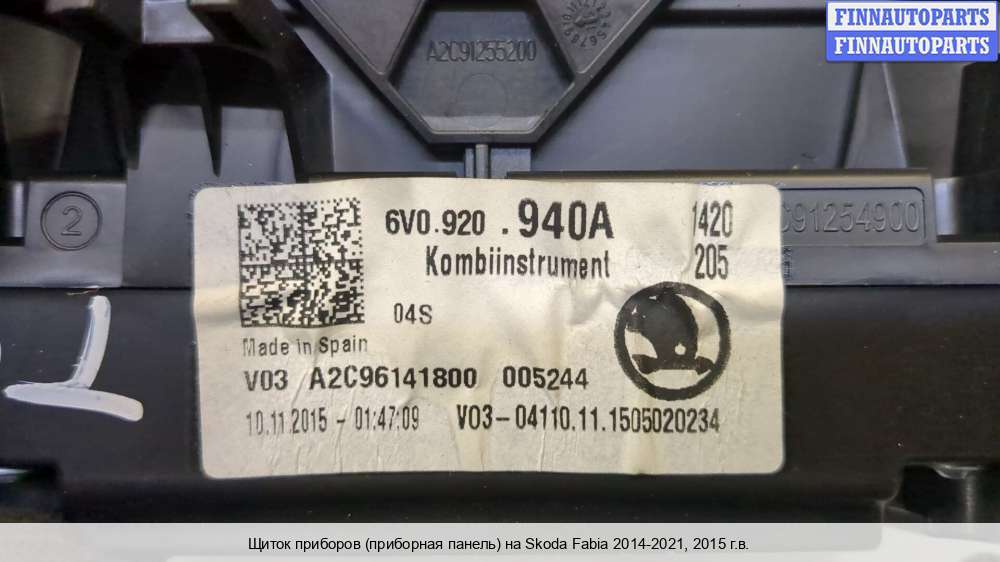 FINNAUTOPARTS
FINNAUTOPARTS
A2C91255200
2
C91254900
6V0.920 .940A 1420
Kombiinstrument 205
04S
Made in Spain
V03 A2C96141800 005244
10.11.2015 - 01:47:09 V03-04110.11.1505020234
Щиток приборов (приборная панель) на Skoda Fabia 2014-2021, 2015 г.в.